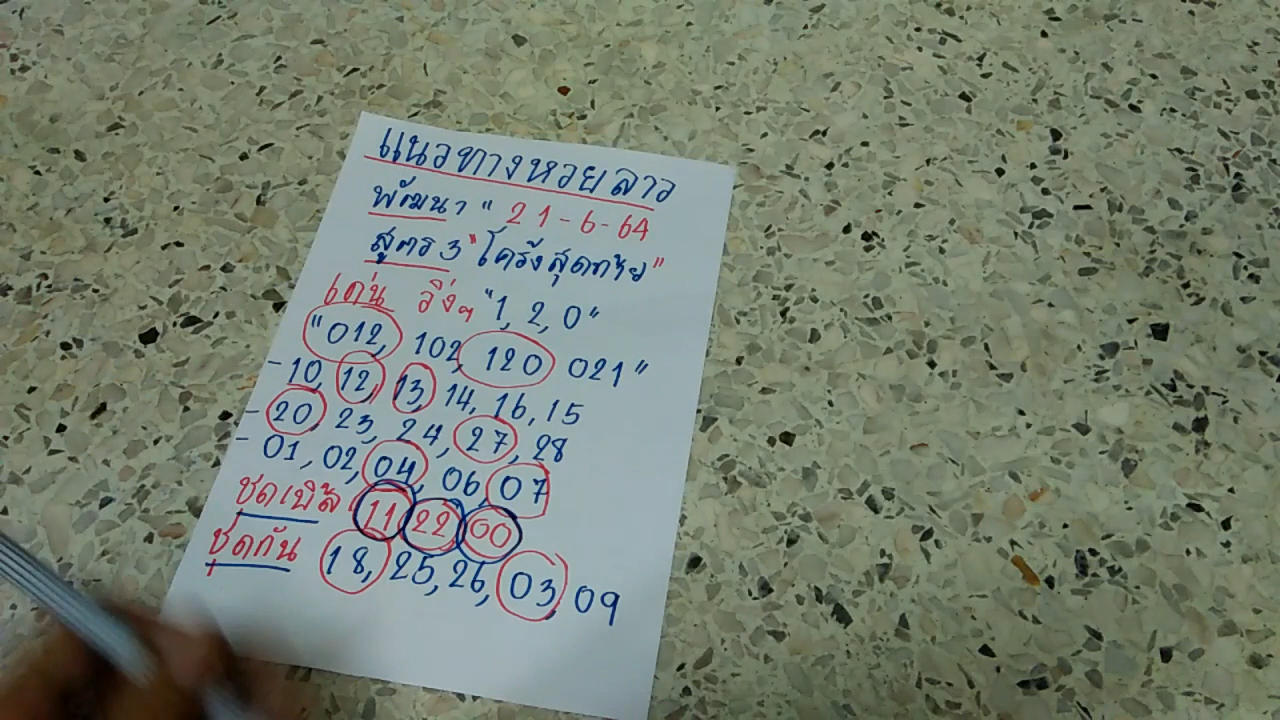 แนวทางหวยลาว
พัฒนา " 21-6-64
สูตร 3 "โค้งสุดท้าย"
เด่น วิ่งๆ "1, 2, 0"
"012, 102, 120 021"
-10, 12, 13, 14, 16, 15
-20, 23, 24, 27, 28
-01, 02, 04, 06, 07
ชุดเบิ้ล 11 22 00
ชุดกัน 18, 25, 26, 03, 09